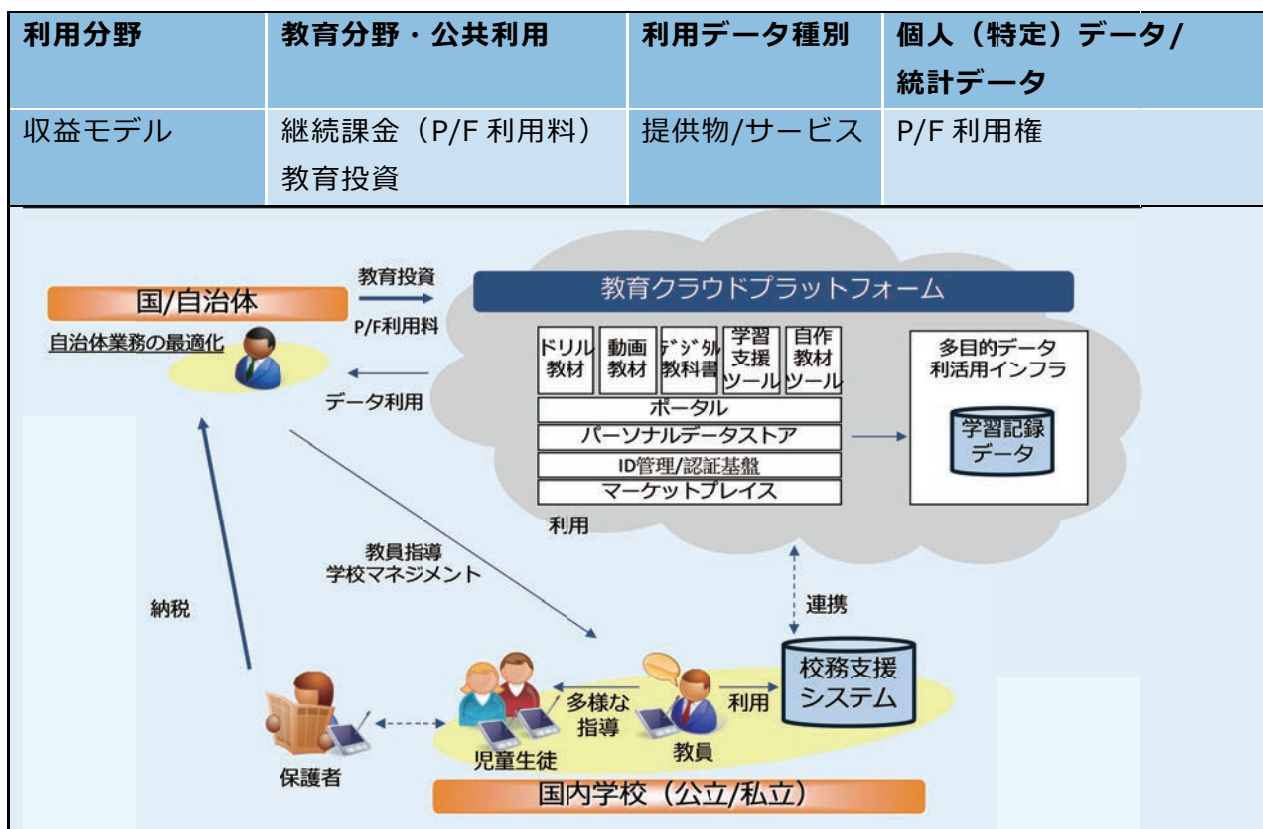 利用分野 教育分野・公共利用 利用データ種別 個人（特定）データ/
統計データ
収益モデル 継続課金（P/F 利用料） 提供物/サービス P/F 利用権
教育投資
教育投資
P/F利用料
教育クラウドプラットフォーム
国/自治体
自治体業務の最適化
データ利用
ドリル
教材
動画
教材
ﾃﾞｼﾞﾀﾙ
教科書
学習
支援
ツール
自作
教材
ツール
ポータル
パーソナルデータストア
ID管理/認証基盤
マーケットプレイス
多目的データ
利活用インフラ
学習記録
データ
利用
教員指導
学校マネジメント
納税
連携
校務支援
システム
多様な
指導
利用
教員
児童生徒
保護者
国内学校（公立/私立）